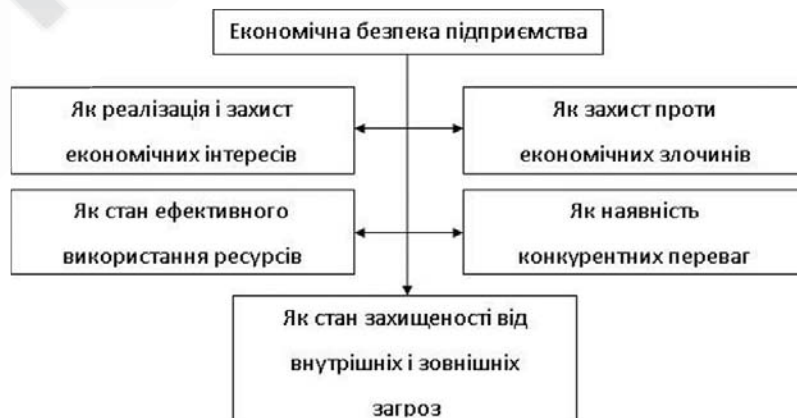 Економічна безпека підприємства
Як реалізація і захист
економічних інтересів
Як захист проти
економічних злочинів
Як стан ефективного
використання ресурсів
Як наявність
конкурентних переваг
Як стан захищеності від
внутрішніх і зовнішніх
загроз